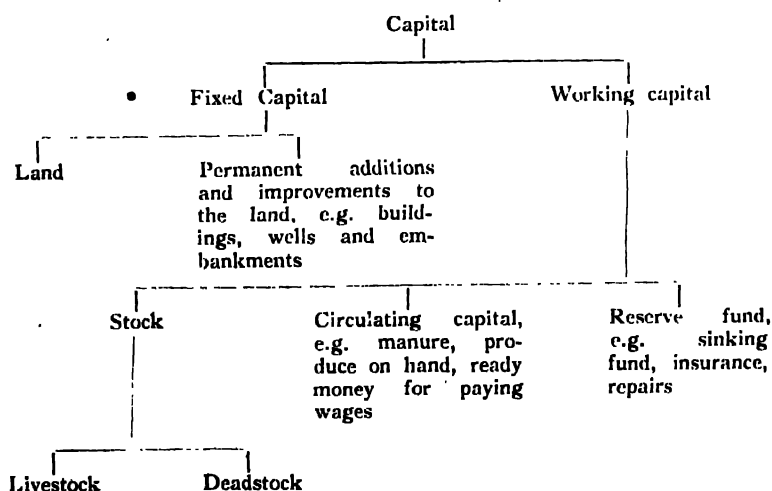 Capital
Fixed Capital
Working capital
Land
Permanent additions
and improvements to
the land, e.g. build-
ings, wells and em-
bankments
Stock
Circulating capital,
e.g. manure, pro-
duce on hand, ready
money for paying
wages
Reserve fund,
e.g. sinking
fund, insurance,
repairs
Livestock
Deadstock